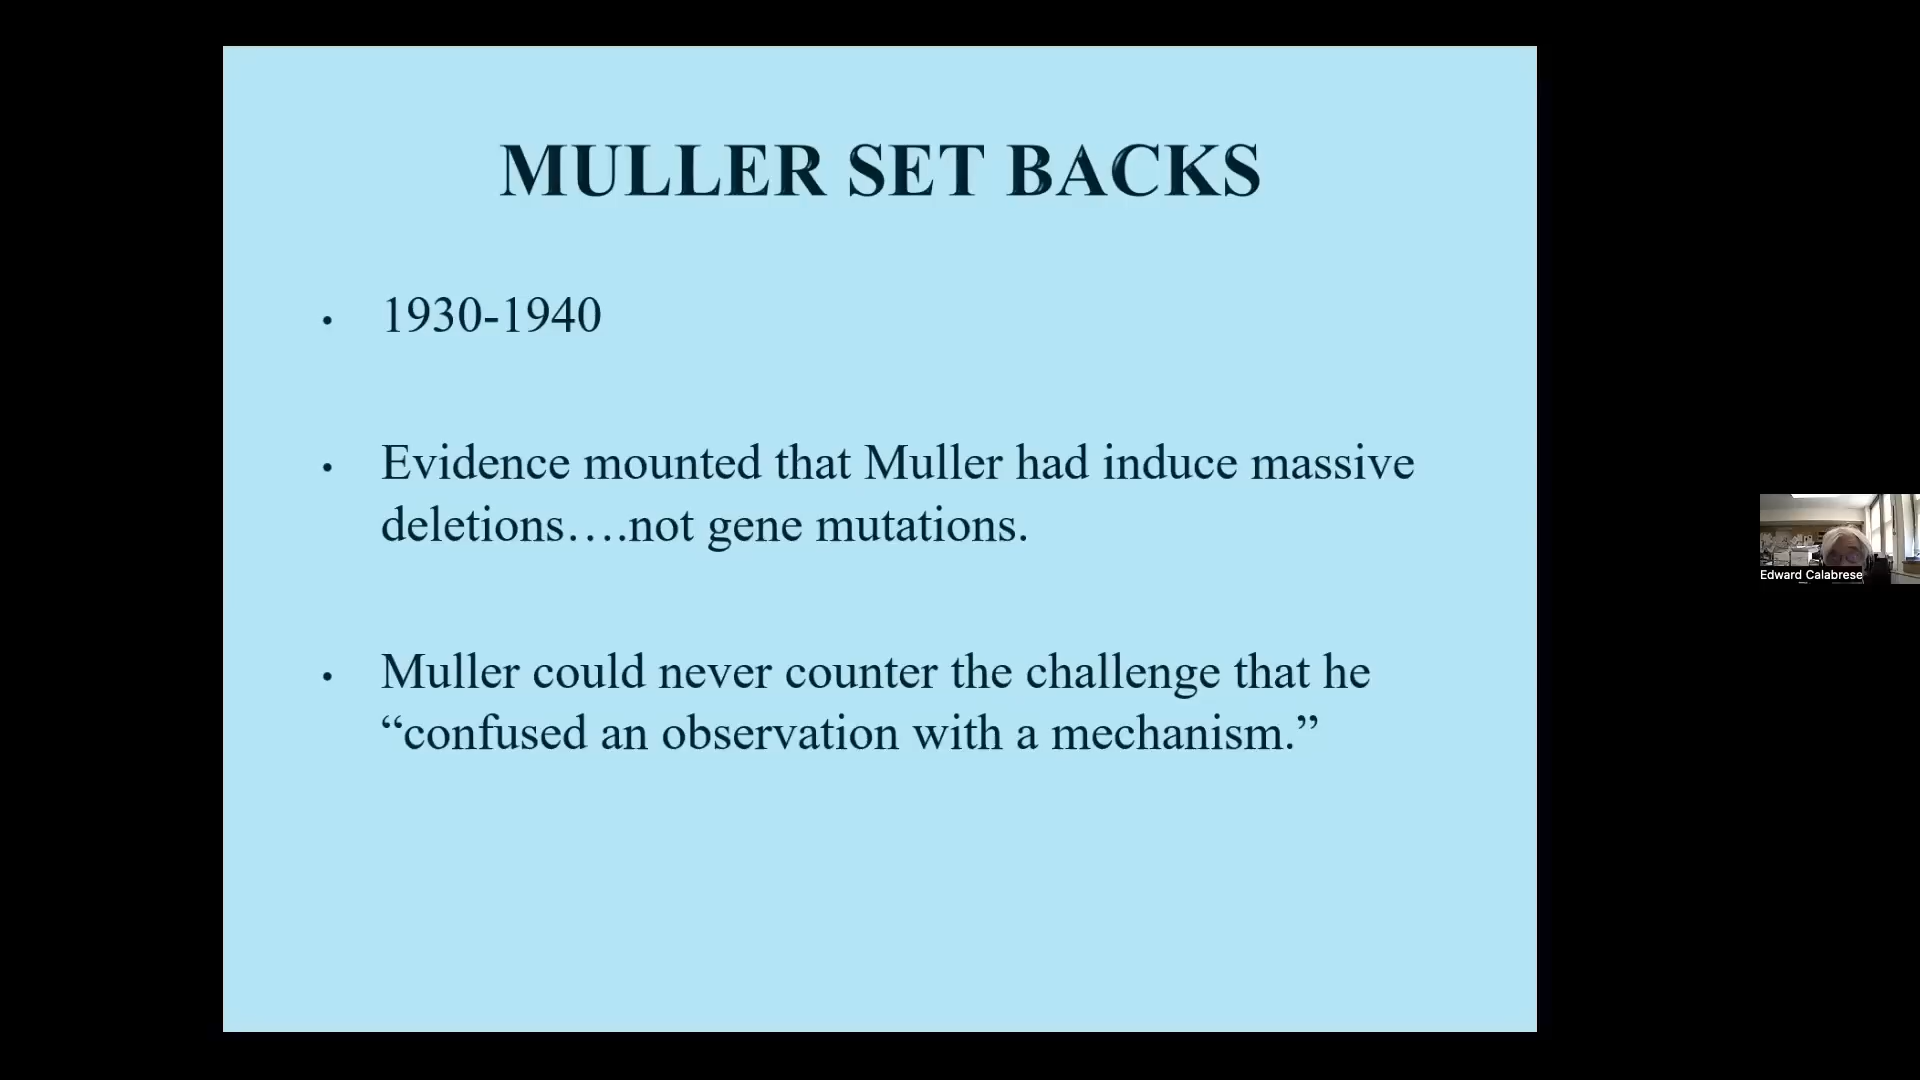 MULLER SET BACKS
• 1930-1940
• Evidence mounted that Muller had induce massive
deletions….not gene mutations.
• Muller could never counter the challenge that he
“confused an observation with a mechanism.”
Edward Calabrese